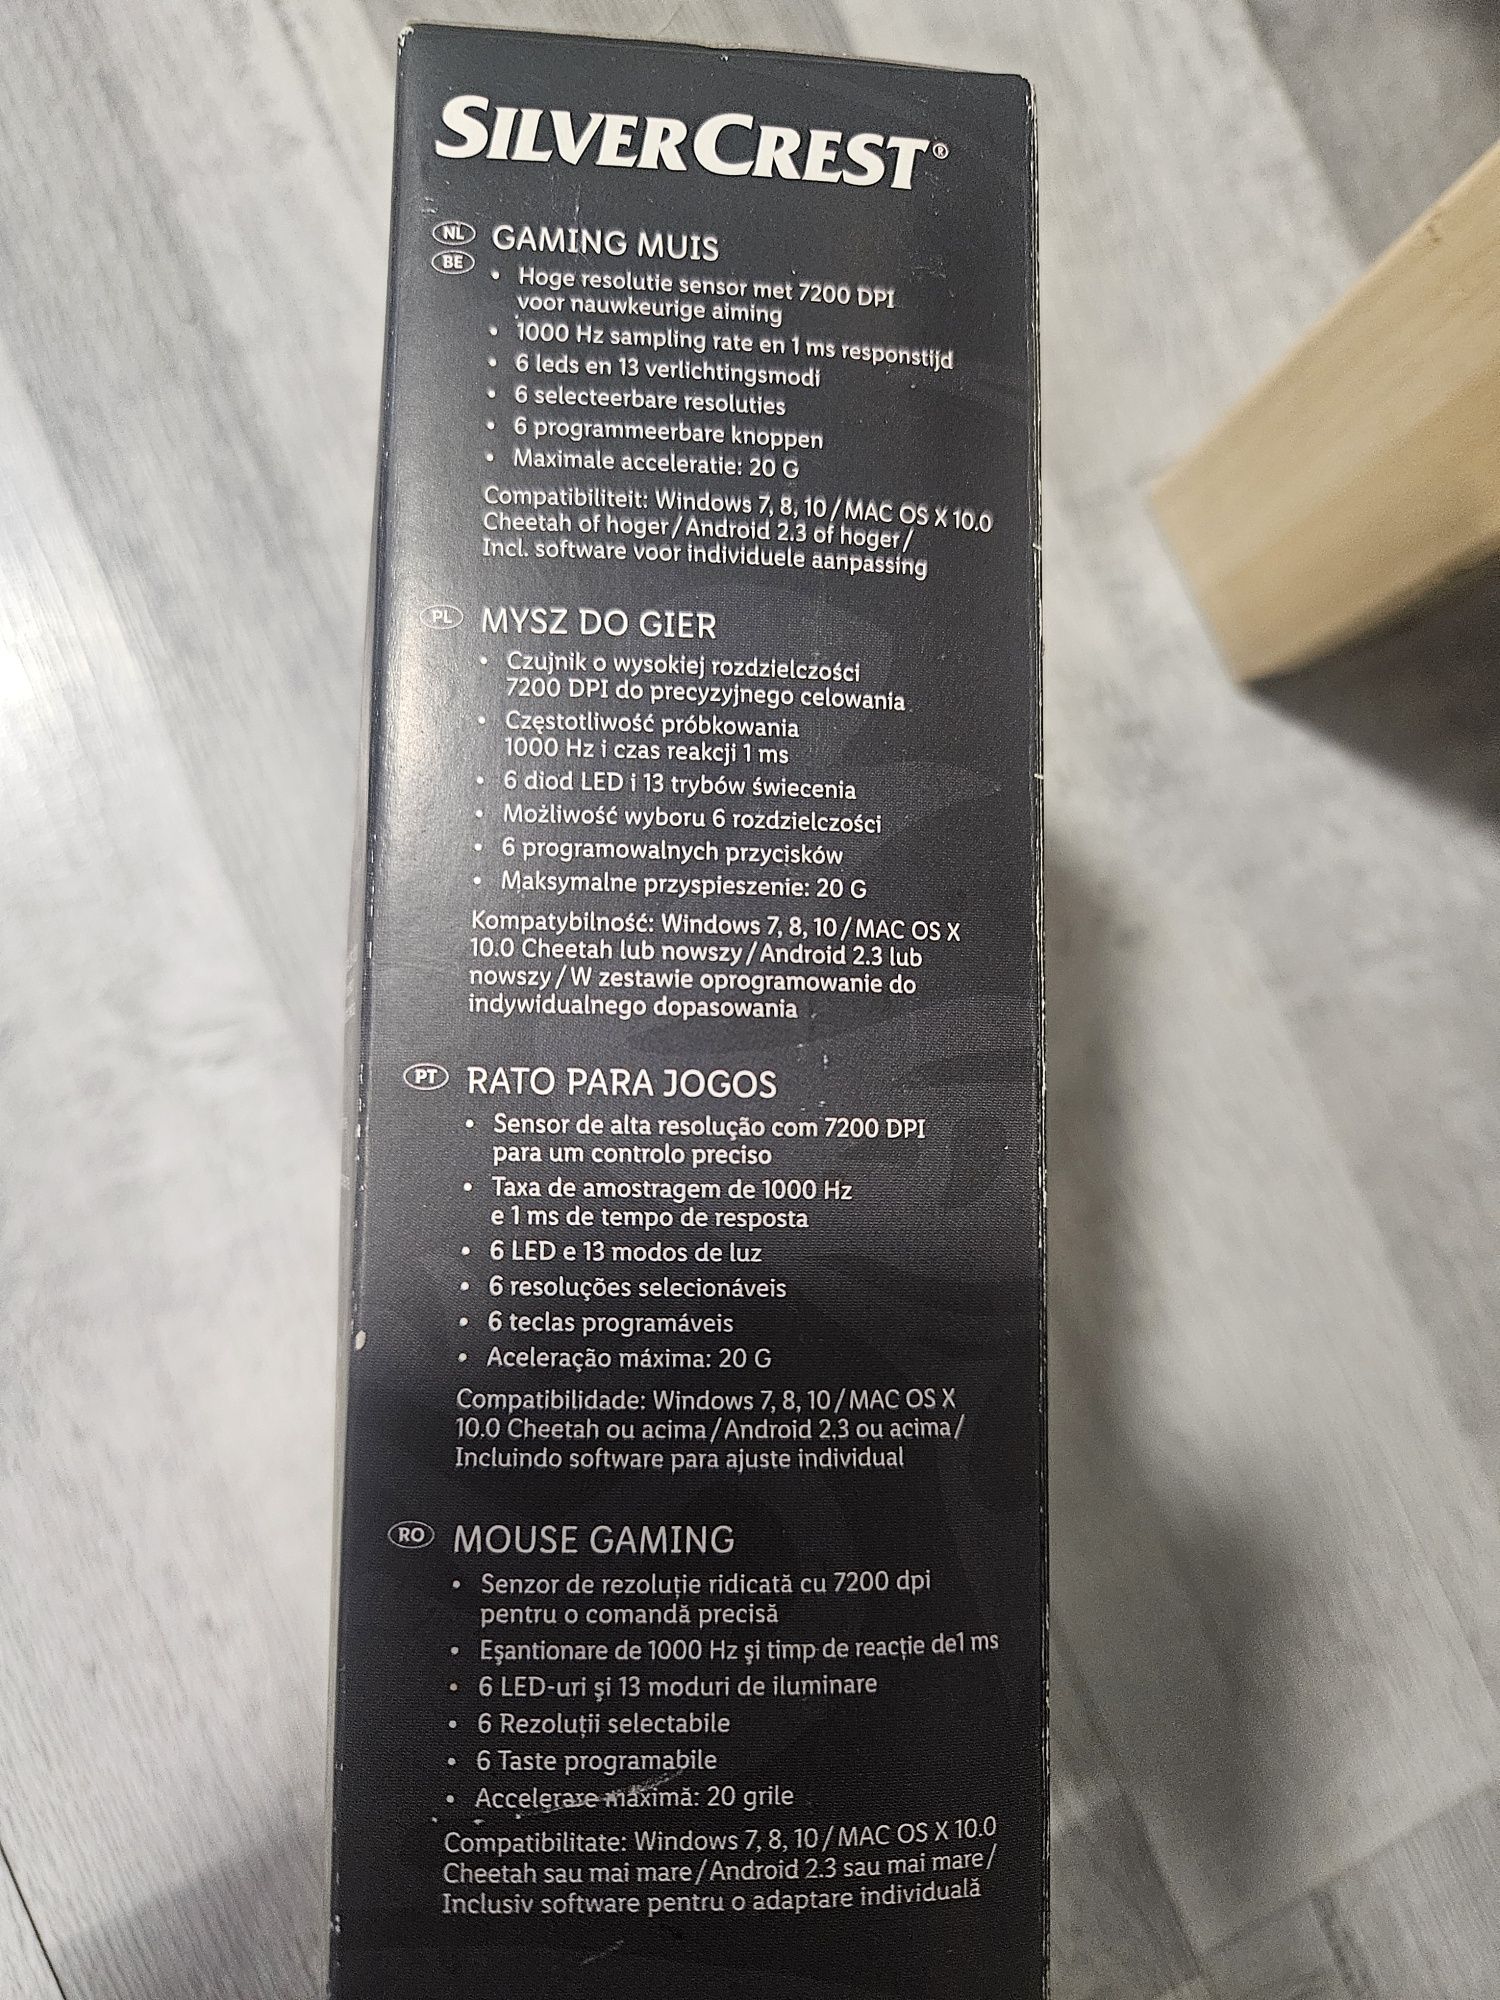 SILVERCREST®
NL BE GAMING MUIS
• Hoge resolutie sensor met 7200 DPI
voor nauwkeurige aiming
• 1000 Hz sampling rate en 1 ms responstijd
• 6 leds en 13 verlichtingsmodi
• 6 selecteerbare resoluties
• 6 programmeerbare knoppen
• Maximale acceleratie: 20 G
Compatibiliteit: Windows 7, 8, 10 / MAC OS X 10.0
Cheetah of hoger / Android 2.3 of hoger /
Incl. software voor individuele aanpassing
PL MYSZ DO GIER
• Czujnik o wysokiej rozdzielczości
7200 DPI do precyzyjnego celowania
• Częstotliwość próbkowania
1000 Hz i czas reakcji 1 ms
• 6 diod LED i 13 trybów świecenia
• Możliwość wyboru 6 rozdzielczości
• 6 programowalnych przycisków
• Maksymalne przyspieszenie: 20 G
Kompatybilność: Windows 7, 8, 10 / MAC OS X
10.0 Cheetah lub nowszy / Android 2.3 lub
nowszy / W zestawie oprogramowanie do
indywidualnego dopasowania
PT RATO PARA JOGOS
• Sensor de alta resolução com 7200 DPI
para um controlo preciso
• Taxa de amostragem de 1000 Hz
e 1 ms de tempo de resposta
• 6 LED e 13 modos de luz
• 6 resoluções selecionáveis
• 6 teclas programáveis
• Aceleração máxima: 20 G
Compatibilidade: Windows 7, 8, 10 / MAC OS X
10.0 Cheetah ou acima / Android 2.3 ou acima /
Incluindo software para ajuste individual
RO MOUSE GAMING
• Senzor de rezoluție ridicată cu 7200 dpi
pentru o comandă precisă
• Eșantionare de 1000 Hz și timp de reacție de1 ms
• 6 LED-uri și 13 moduri de iluminare
• 6 Rezoluții selectabile
• 6 Taste programabile
• Accelerare maximă: 20 grile
Compatibilitate: Windows 7, 8, 10 / MAC OS X 10.0
Cheetah sau mai mare / Android 2.3 sau mai mare /
Inclusiv software pentru o adaptare individuală